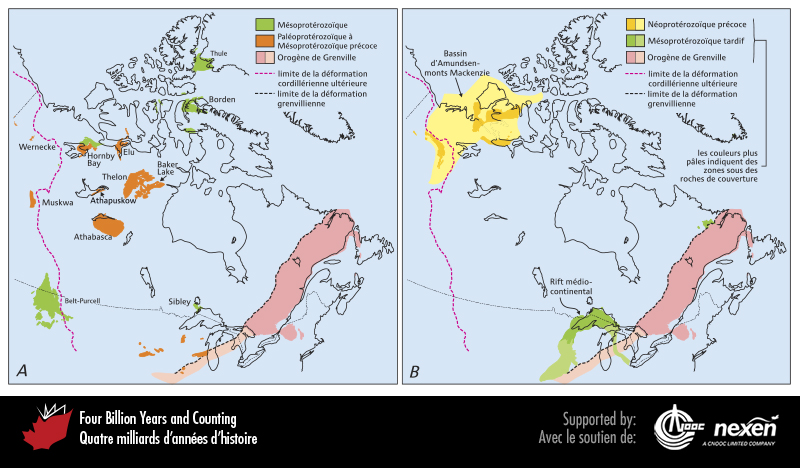 Mésoprotérozoïque
Paléoprotérozoïque à
Mésoprotérozoïque précoce
Orogène de Grenville
limite de la déformation
cordillérienne ultérieure
limite de la déformation
grenvillienne
Thule
Borden
Wernecke
Hornby
Bay
Elu
Thelon
Baker
Lake
Muskwa
Athapuskow
Athabasca
Belt-Purcell
Sibley
A
Néoprotérozoïque précoce
Mésoprotérozoïque tardif
Orogène de Grenville
limite de la déformation
cordillérienne ultérieure
limite de la déformation
grenvillienne
les couleurs plus
pâles indiquent des
zones sous des
roches de couverture
Bassin
d'Amundsen-
monts Mackenzie
Rift médio-
continental
B
Four Billion Years and Counting
Quatre milliards d'années d'histoire
Supported by:
Avec le soutien de:
CNOOC
nexen
A CNOOC LIMITED COMPANY